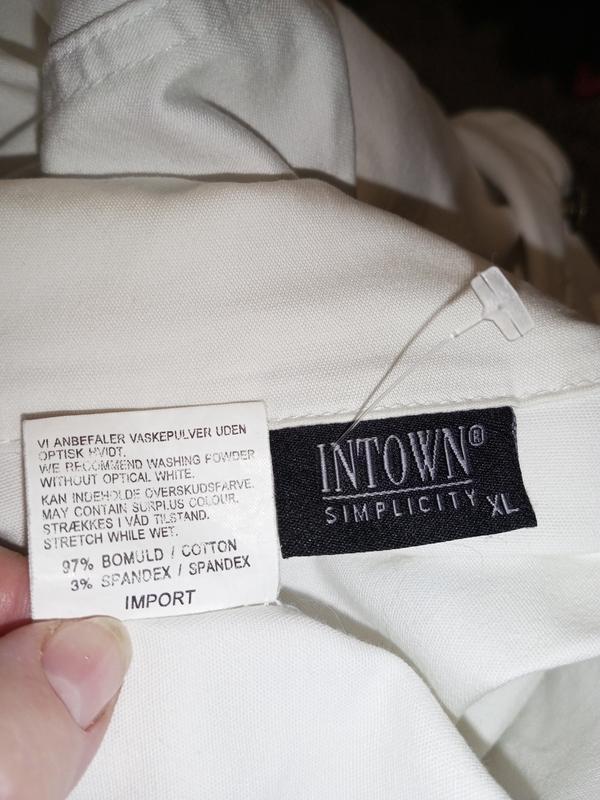 VI ANBEFALER VASKEPULVER UDEN
OPTISK HVIDT.
WE RECOMMEND WASHING POWDER
WITHOUT OPTICAL WHITE.
KAN INDEHOLDE OVERSKUDSFARVE.
MAY CONTAIN SURPLUS COLOUR.
STRÆKKES I VÅD TILSTAND.
STRETCH WHILE WET.
97% BOMULD / COTTON
3% SPANDEX / SPANDEX
IMPORT
INTOWN®
SIMPLICITY XL